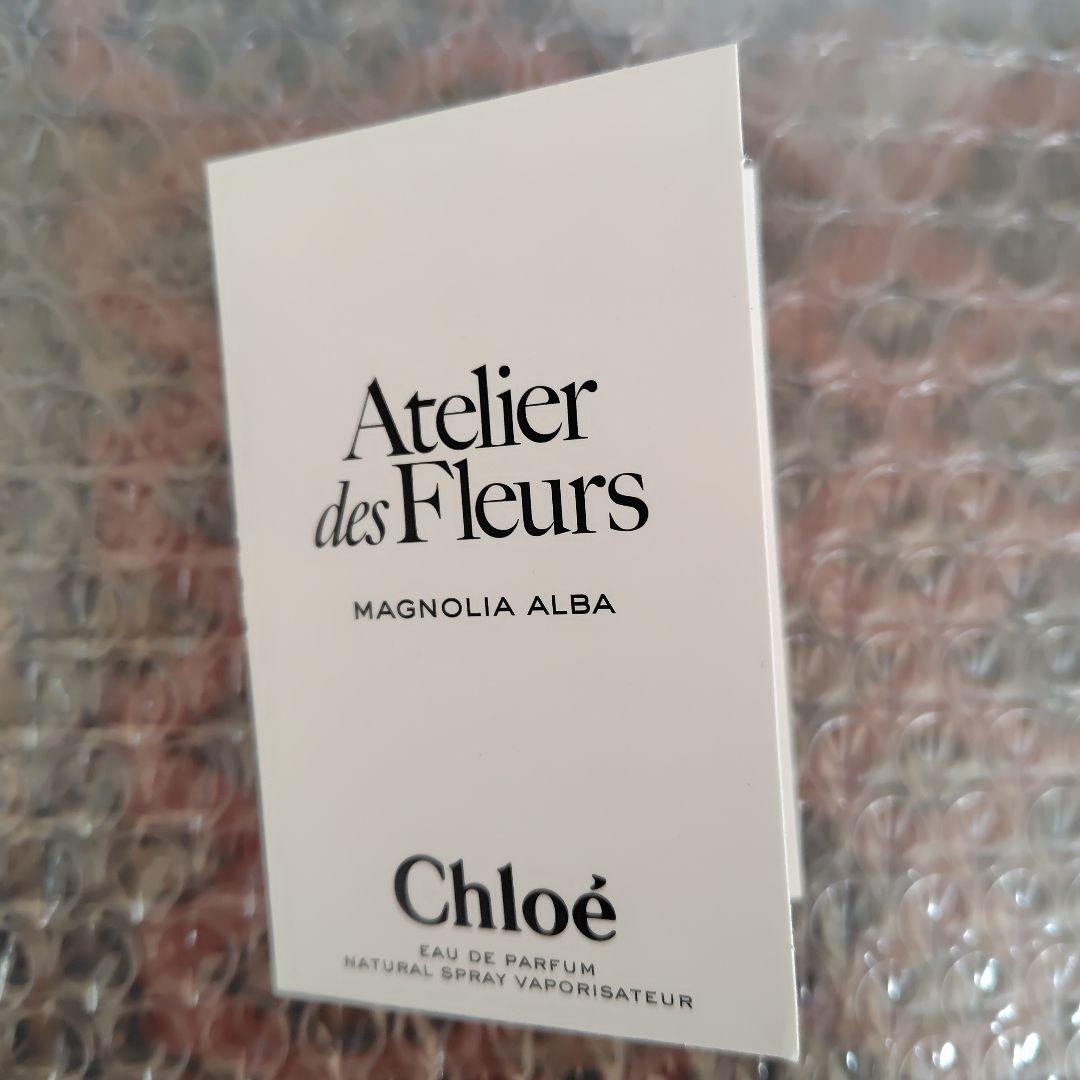 Atelier
des Fleurs
MAGNOLIA ALBA
Chloé
EAU DE PARFUM
NATURAL SPRAY VAPORISATEUR